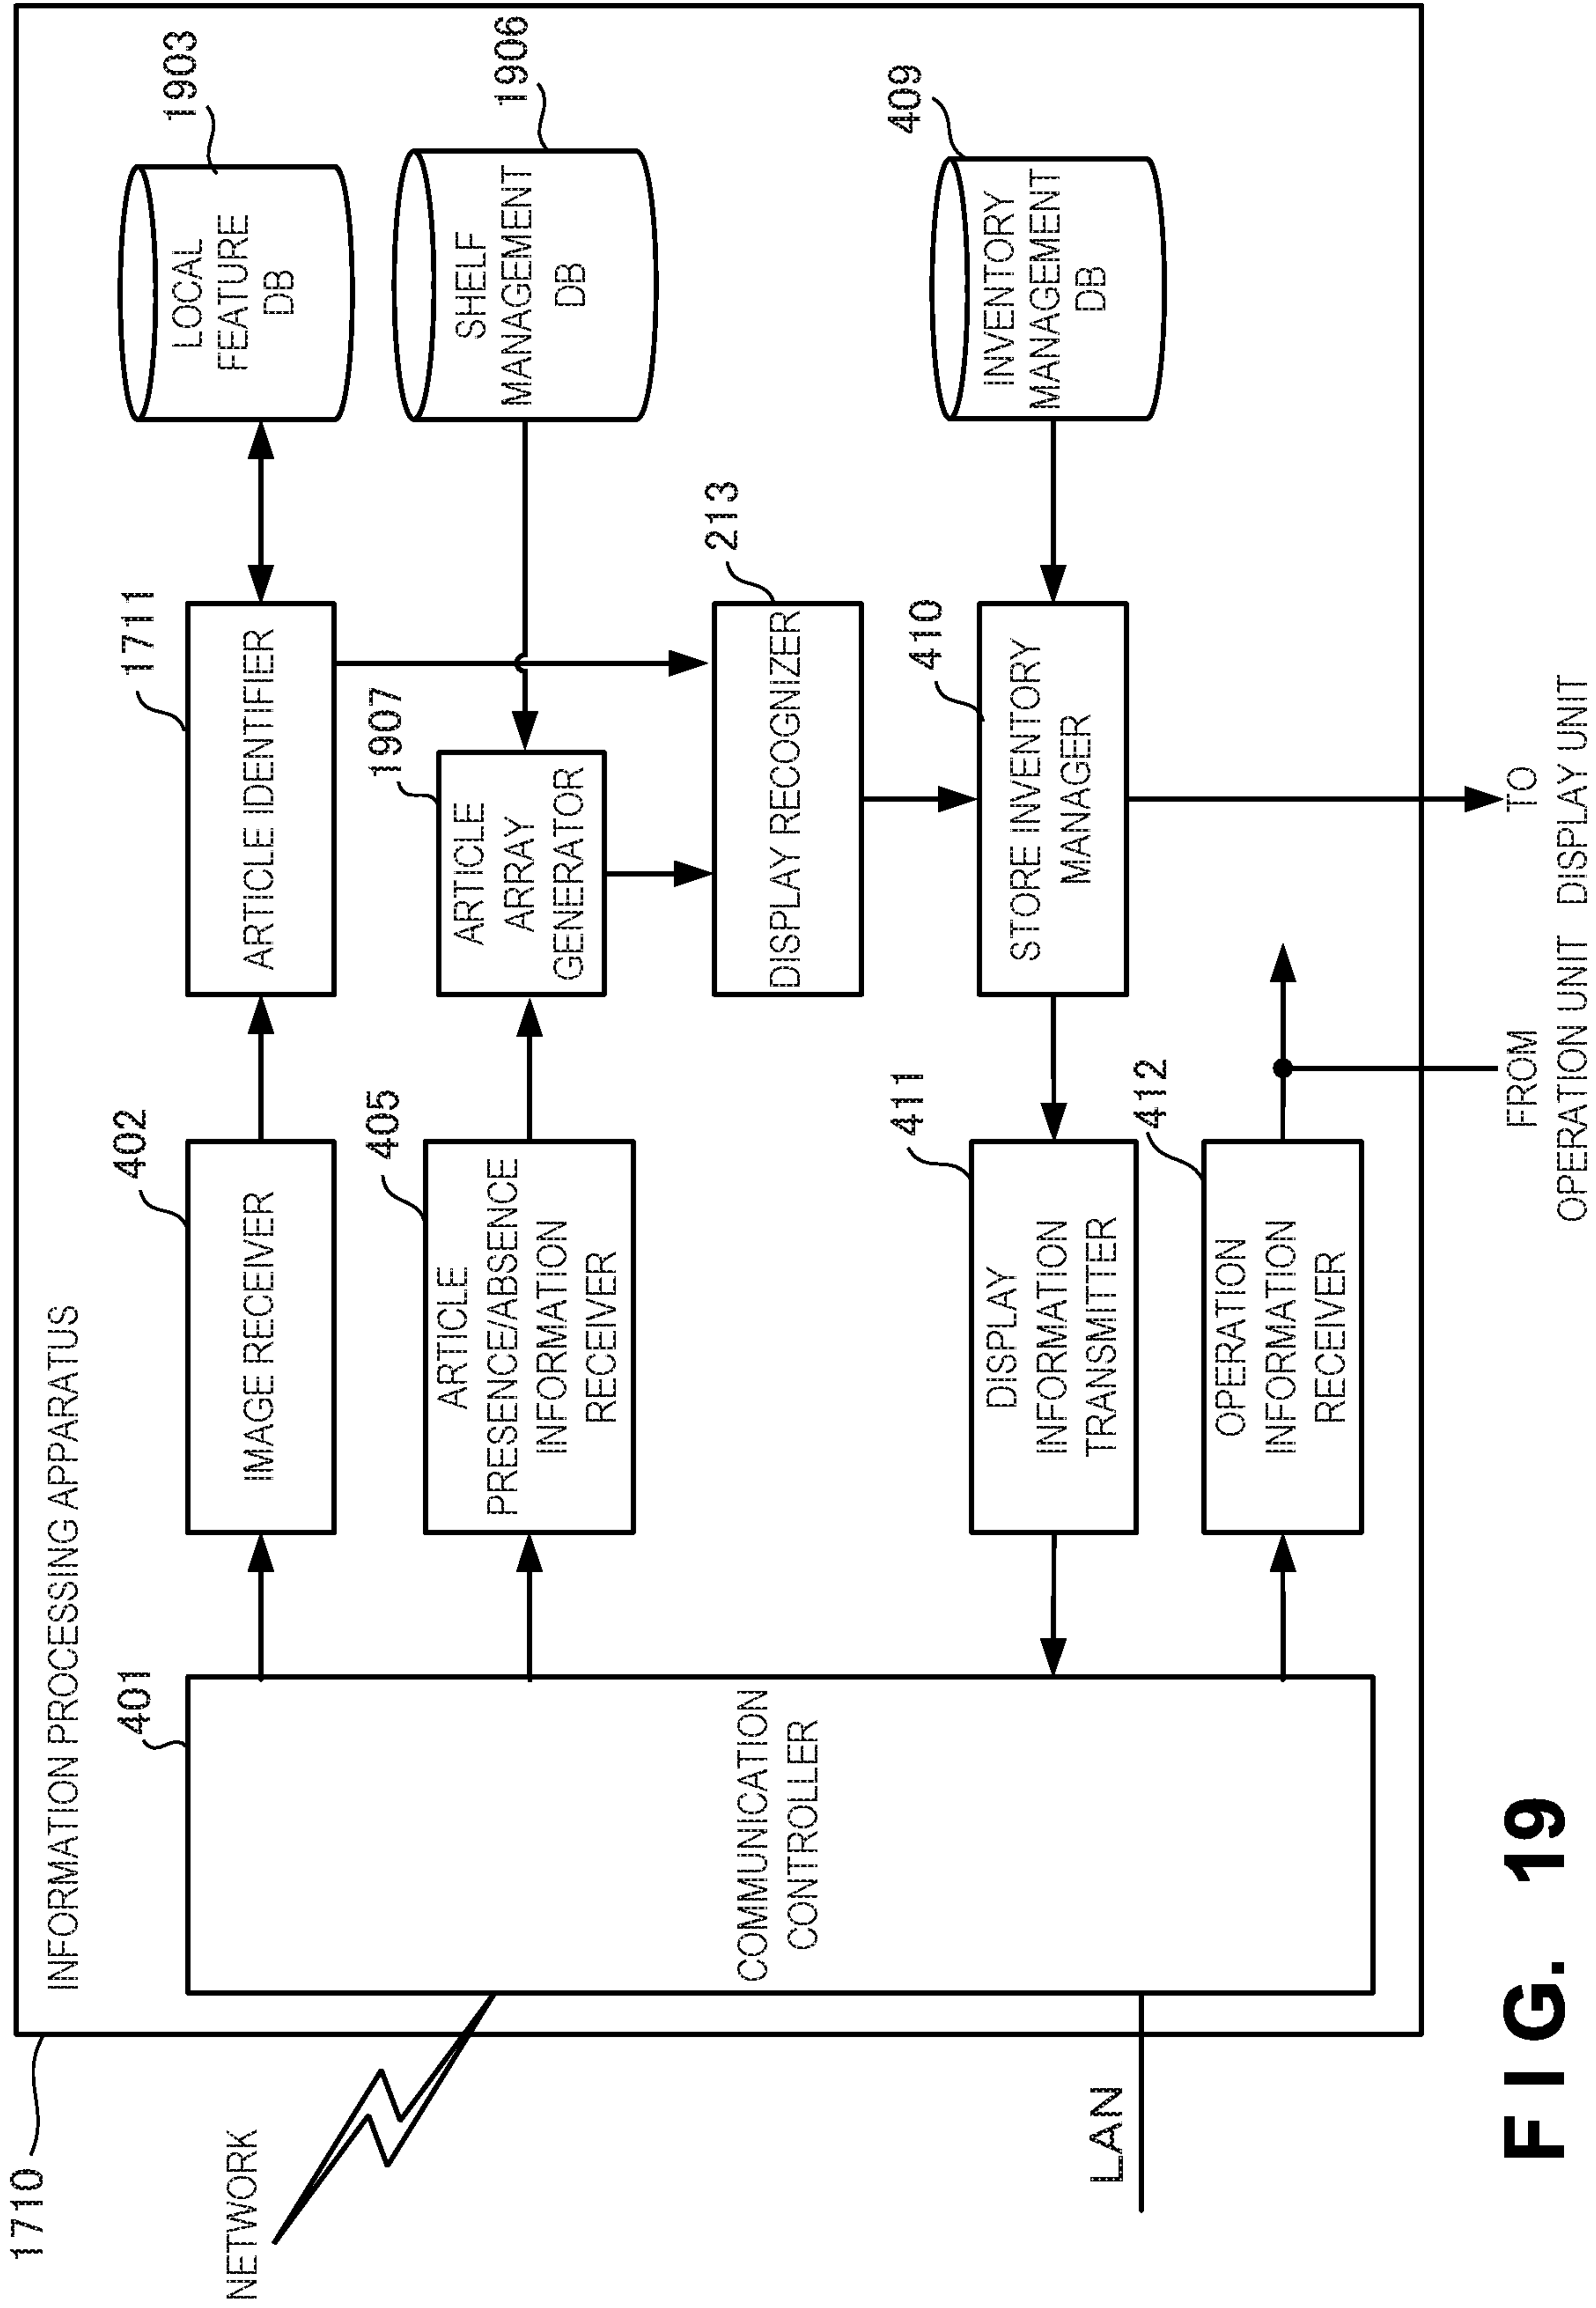 1710
INFORMATION PROCESSING APPARATUS
NETWORK
LAN
401
COMMUNICATION
CONTROLLER
402
IMAGE RECEIVER
1711
ARTICLE IDENTIFIER
1903
LOCAL
FEATURE
DB
405
ARTICLE
PRESENCE/ABSENCE
INFORMATION
RECEIVER
1907
ARTICLE
ARRAY
GENERATOR
1906
SHELF
MANAGEMENT
DB
213
DISPLAY RECOGNIZER
411
DISPLAY
INFORMATION
TRANSMITTER
410
STORE INVENTORY
MANAGER
409
INVENTORY
MANAGEMENT
DB
412
OPERATION
INFORMATION
RECEIVER
FROM
OPERATION UNIT
TO
DISPLAY UNIT
FIG. 19